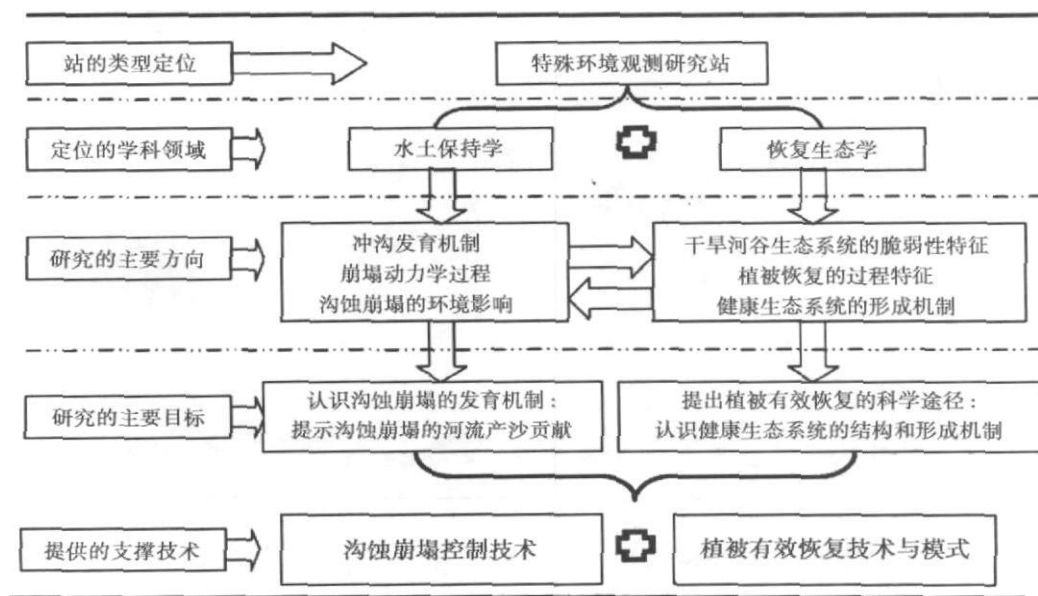 站的类型定位
特殊环境观测研究站
定位的学科领域
水土保持学
恢复生态学
研究的主要方向
冲沟发育机制
崩塌动力学过程
沟蚀崩塌的环境影响
干旱河谷生态系统的脆弱性特征
植被恢复的过程特征
健康生态系统的形成机制
研究的主要目标
认识沟蚀崩塌的发育机制：
提示沟蚀崩塌的河流产沙贡献
提出植被有效恢复的科学途径：
认识健康生态系统的结构和形成机制
提供的支撑技术
沟蚀崩塌控制技术
植被有效恢复技术与模式